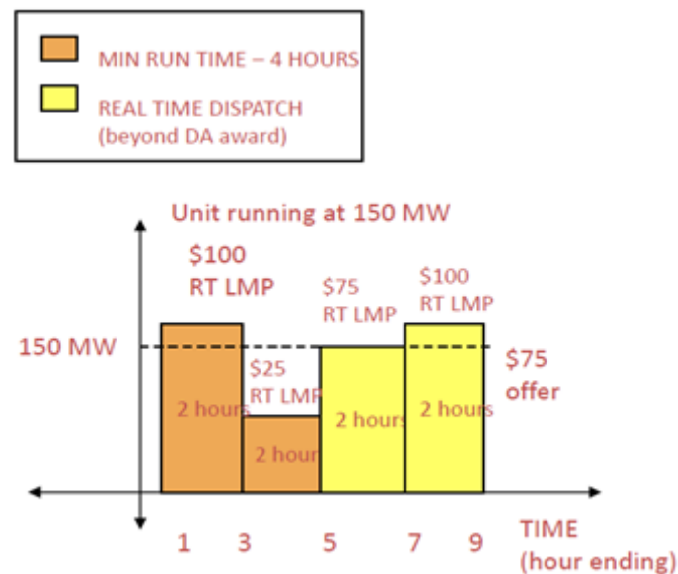 MIN RUN TIME – 4 HOURS
REAL TIME DISPATCH
(beyond DA award)
Unit running at 150 MW
$100
RT LMP
$75
RT LMP
$100
RT LMP
150 MW
$25
RT LMP
$75
offer
2 hours
2 hour
2 hours
2 hours
1 3 5 7 9
TIME
(hour ending)